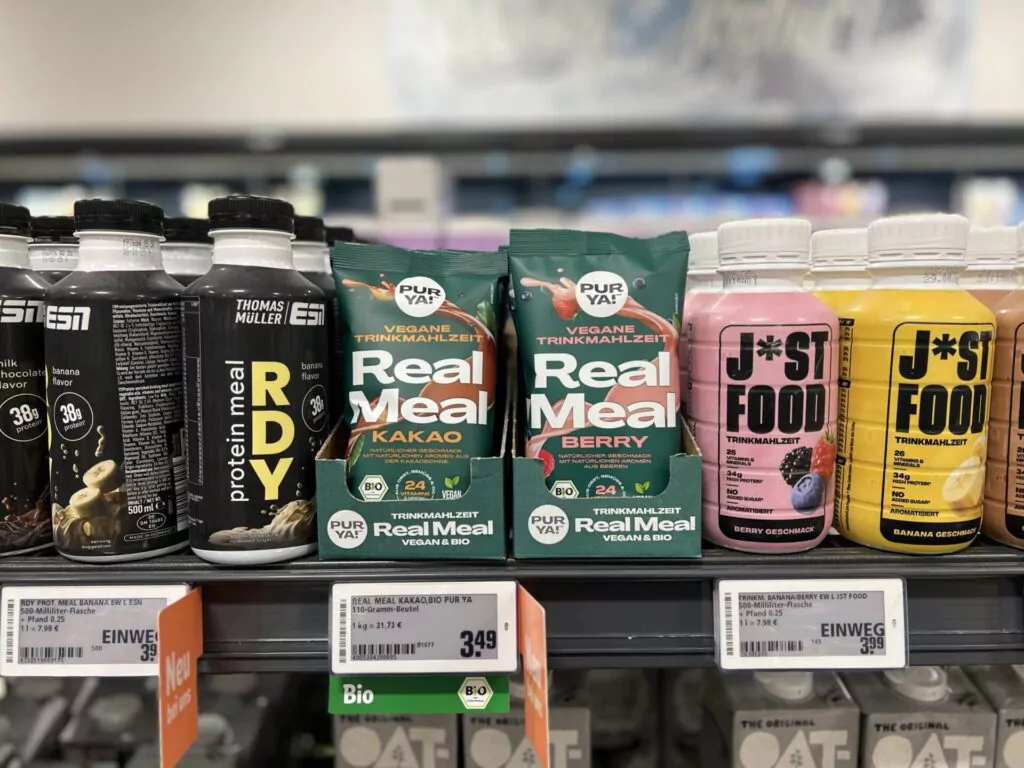 ESN
milk
chocolate
flavor
38g
protein
ESN
banana
flavor
38g
protein
500 ml
THOMAS
MÜLLER
ESN
protein meal
RDY
banana
flavor
38g
PUR
YA!
VEGANE
TRINKMAHLZEIT
Real
Meal
KAKAO
NATÜRLICHER GESCHMACK
MIT NATÜRLICHEN AROMEN AUS
DER KAKAOBOHNE
BIO
24
VEGAN
PUR
YA!
TRINKMAHLZEIT
Real Meal
VEGAN & BIO
PUR
YA!
VEGANE
TRINKMAHLZEIT
Real
Meal
BERRY
NATÜRLICHER GESCHMACK
MIT NATÜRLICHEN AROMEN
AUS BEEREN
BIO
24
VEGAN
PUR
YA!
TRINKMAHLZEIT
Real Meal
VEGAN & BIO
J*ST
FOOD
TRINKMAHLZEIT
26
VITAMINS &
MINERALS
34g
HIGH PROTEIN*
NO
ADDED SUGAR*
AROMATISIERT
BERRY GESCHMACK
J*ST
FOOD
TRINKMAHLZEIT
26
VITAMINS &
MINERALS
34g
HIGH PROTEIN*
NO
ADDED SUGAR*
AROMATISIERT
BANANA GESCHMACK
RDY PROT. MEAL BANANA EW L ESN
500-Milliliter-Flasche
+ Pfand 0.25
1 l = 7.98 €
EINWEG
Neu
bei uns
REAL MEAL KAKAO,BIO PUR YA
110-Gramm-Beutel
1 kg = 31,73 €
3.49
Bio
BIO
TRINKM. BANANA/BERRY EW L JST FOOD
500-Milliliter-Flasche
+ Pfand 0.25
1 l = 7.98 €
EINWEG
3.99
THE ORIGINAL
OAT-
THE ORIGINAL
OAT-